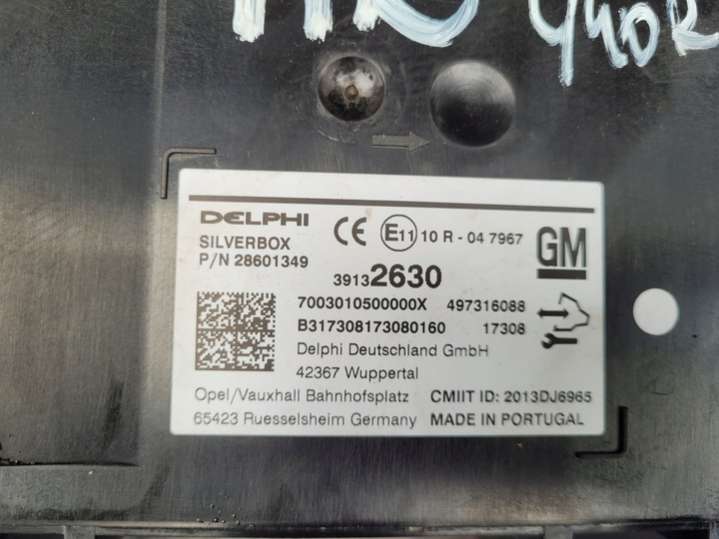 DELPHI
SILVERBOX
P/N 28601349
CE E11 10 R - 04 7967
GM
39132630
7003010500000X 497316088
B317308173080160 17308
Delphi Deutschland GmbH
42367 Wuppertal
Opel/Vauxhall Bahnhofsplatz CMIIT ID: 2013DJ6965
65423 Ruesselsheim Germany MADE IN PORTUGAL